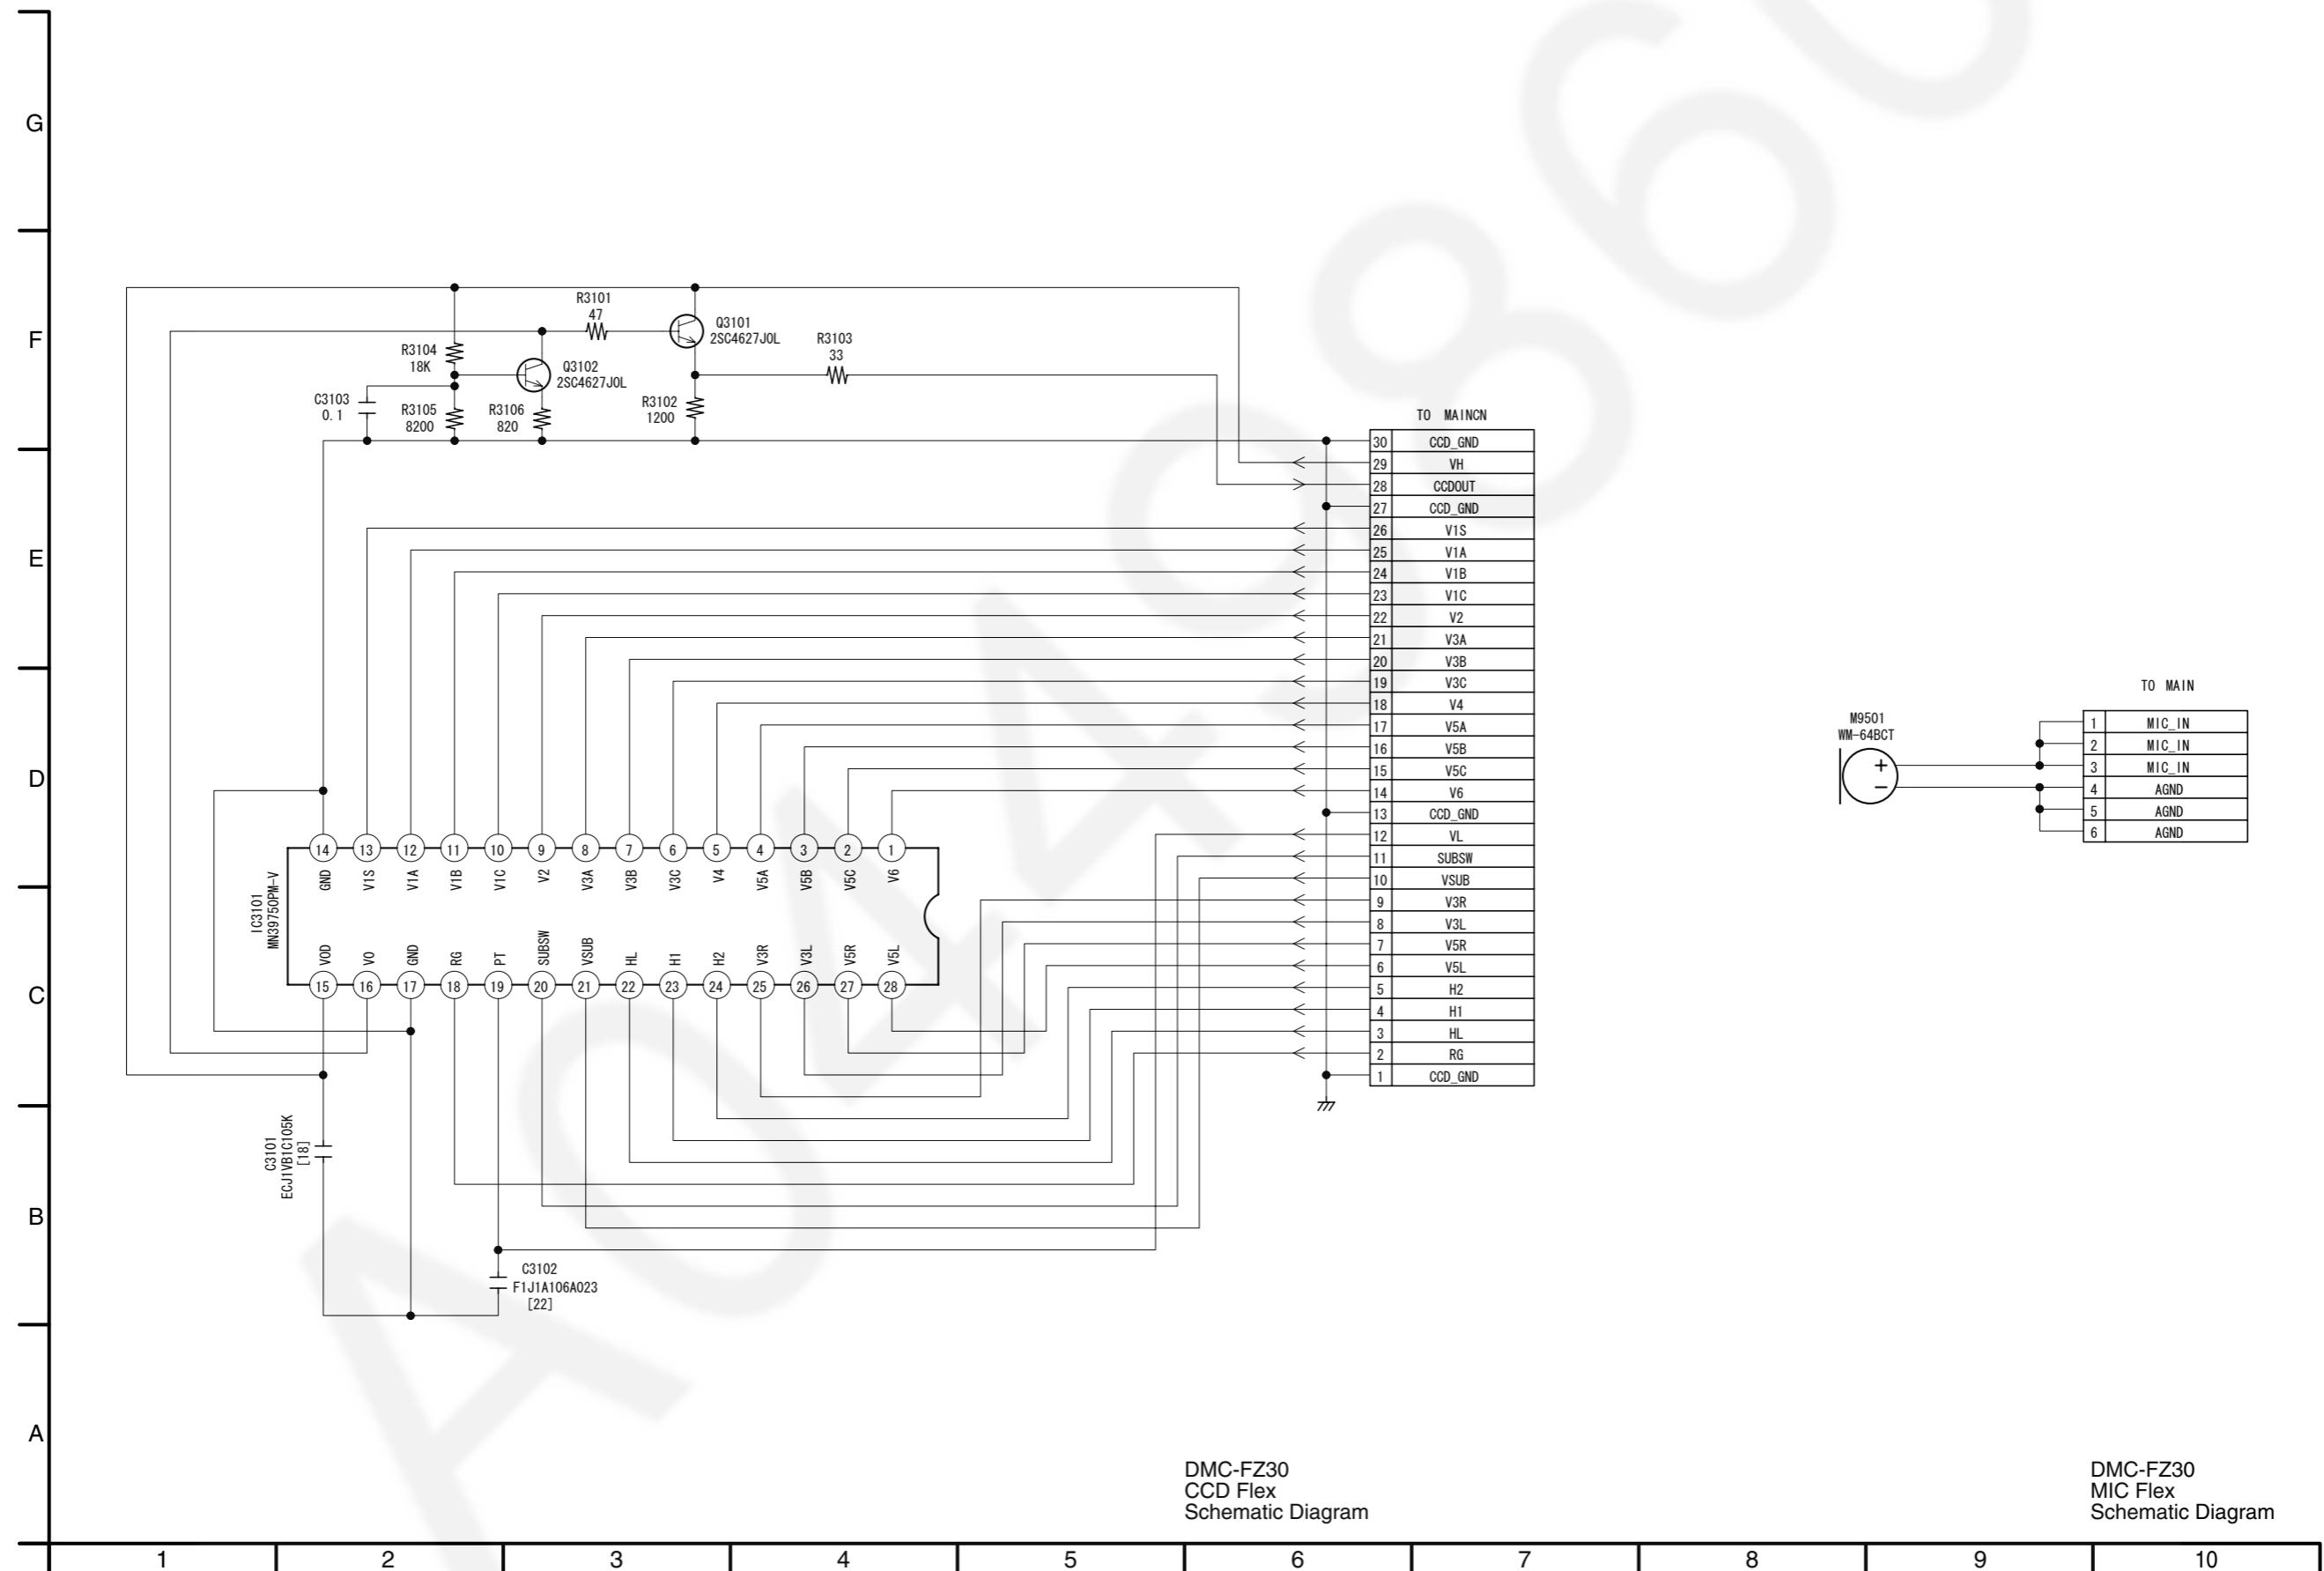 G
F
E
D
C
B
A
R3101
47
Q3101
2SC4627J0L
R3103
33
R3104
18K
Q3102
2SC4627J0L
C3103
0.1
R3105
8200
R3106
820
R3102
1200
TO MAINCN
30 CCD_GND
29 VH
28 CCDOUT
27 CCD_GND
26 V1S
25 V1A
24 V1B
23 V1C
22 V2
21 V3A
20 V3B
19 V3C
18 V4
17 V5A
16 V5B
15 V5C
14 V6
13 CCD_GND
12 VL
11 SUBSW
10 VSUB
9 V3R
8 V3L
7 V5R
6 V5L
5 H2
4 H1
3 HL
2 RG
1 CCD_GND
14 13 12 11 10 9 8 7 6 5 4 3 2 1
GND V1S V1A V1B V1C V2 V3A V3B V3C V4 V5A V5B V5C V6
IC3101
MN39750PM-V
VOD VO GND RG PT SUBSW VSUB HL H1 H2 V3R V3L V5R V5L
15 16 17 18 19 20 21 22 23 24 25 26 27 28
C3101
ECJ1VB1C105K
[18]
C3102
F1J1A106A023
[22]
M9501
WM-64BCT
+
−
TO MAIN
1 MIC_IN
2 MIC_IN
3 MIC_IN
4 AGND
5 AGND
6 AGND
DMC-FZ30
CCD Flex
Schematic Diagram
DMC-FZ30
MIC Flex
Schematic Diagram
1 2 3 4 5 6 7 8 9 10